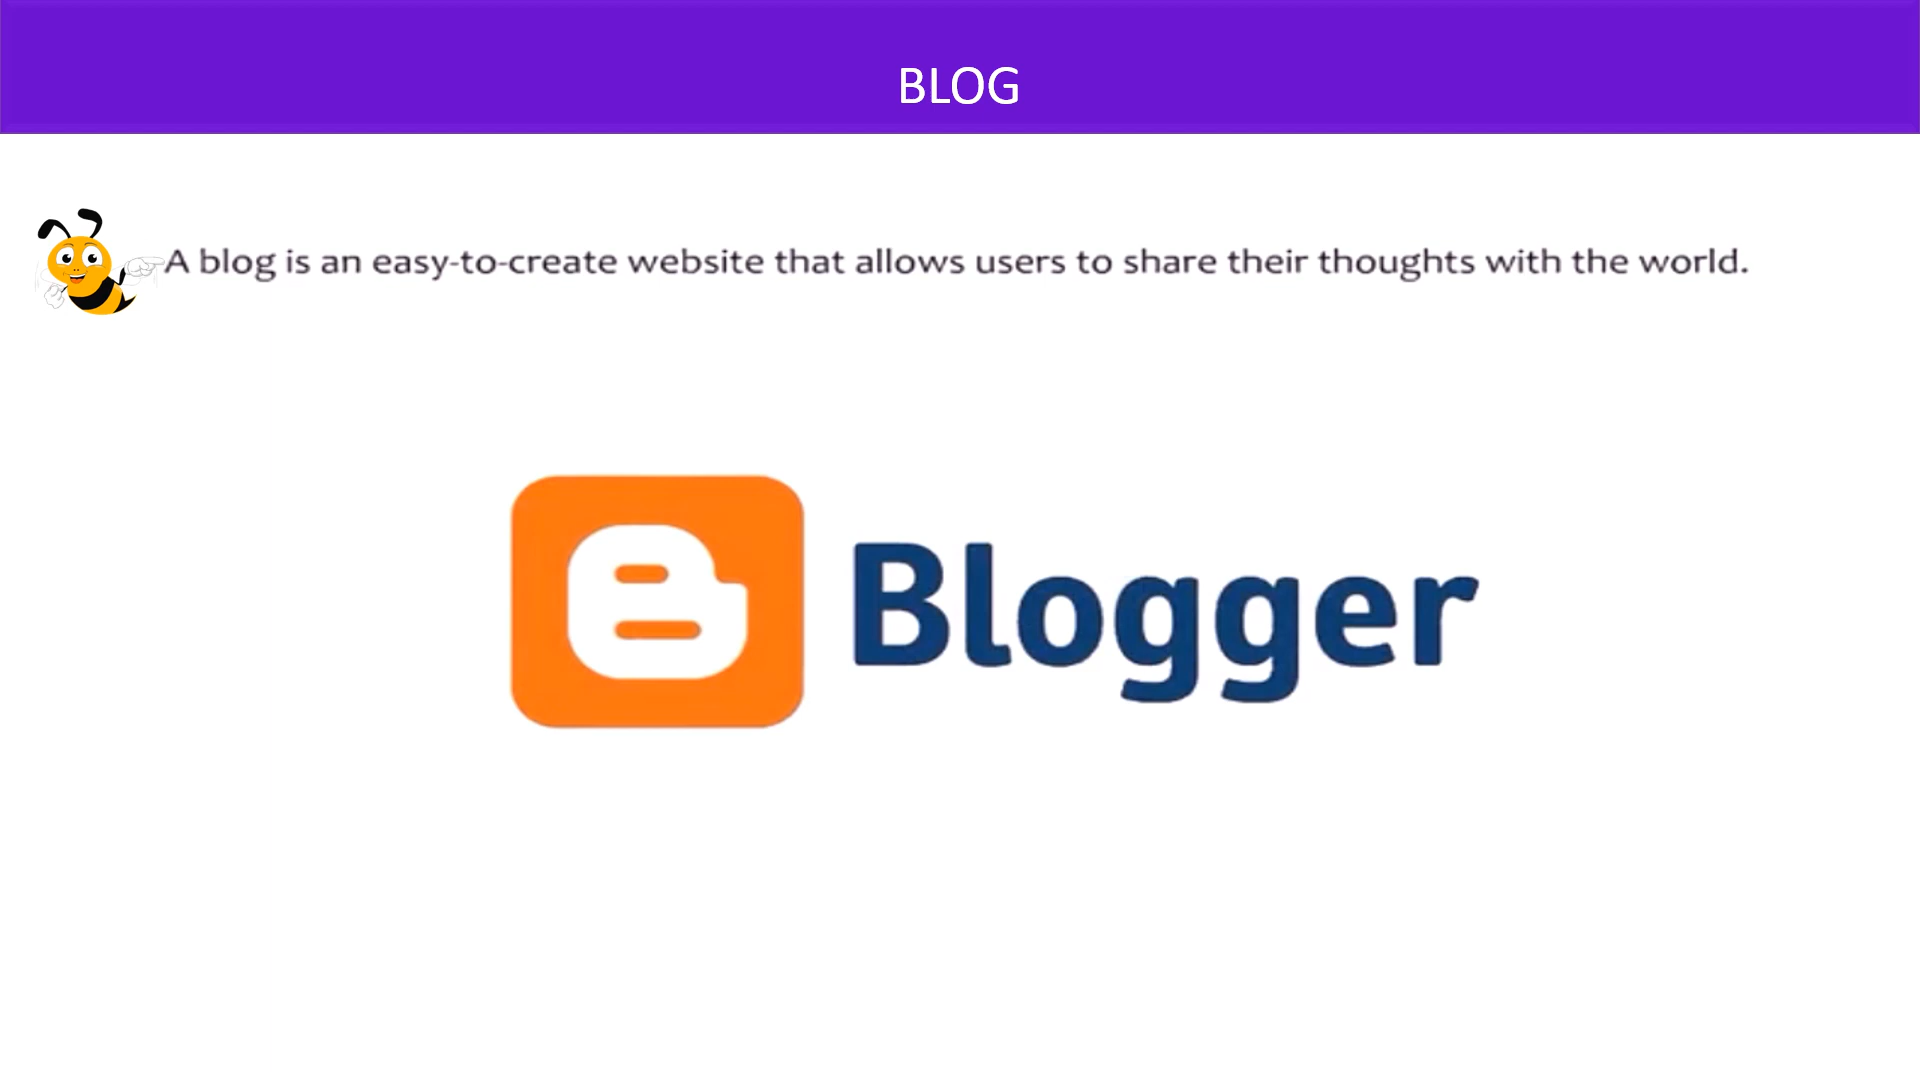 BLOG
A blog is an easy-to-create website that allows users to share their thoughts with the world.
Blogger